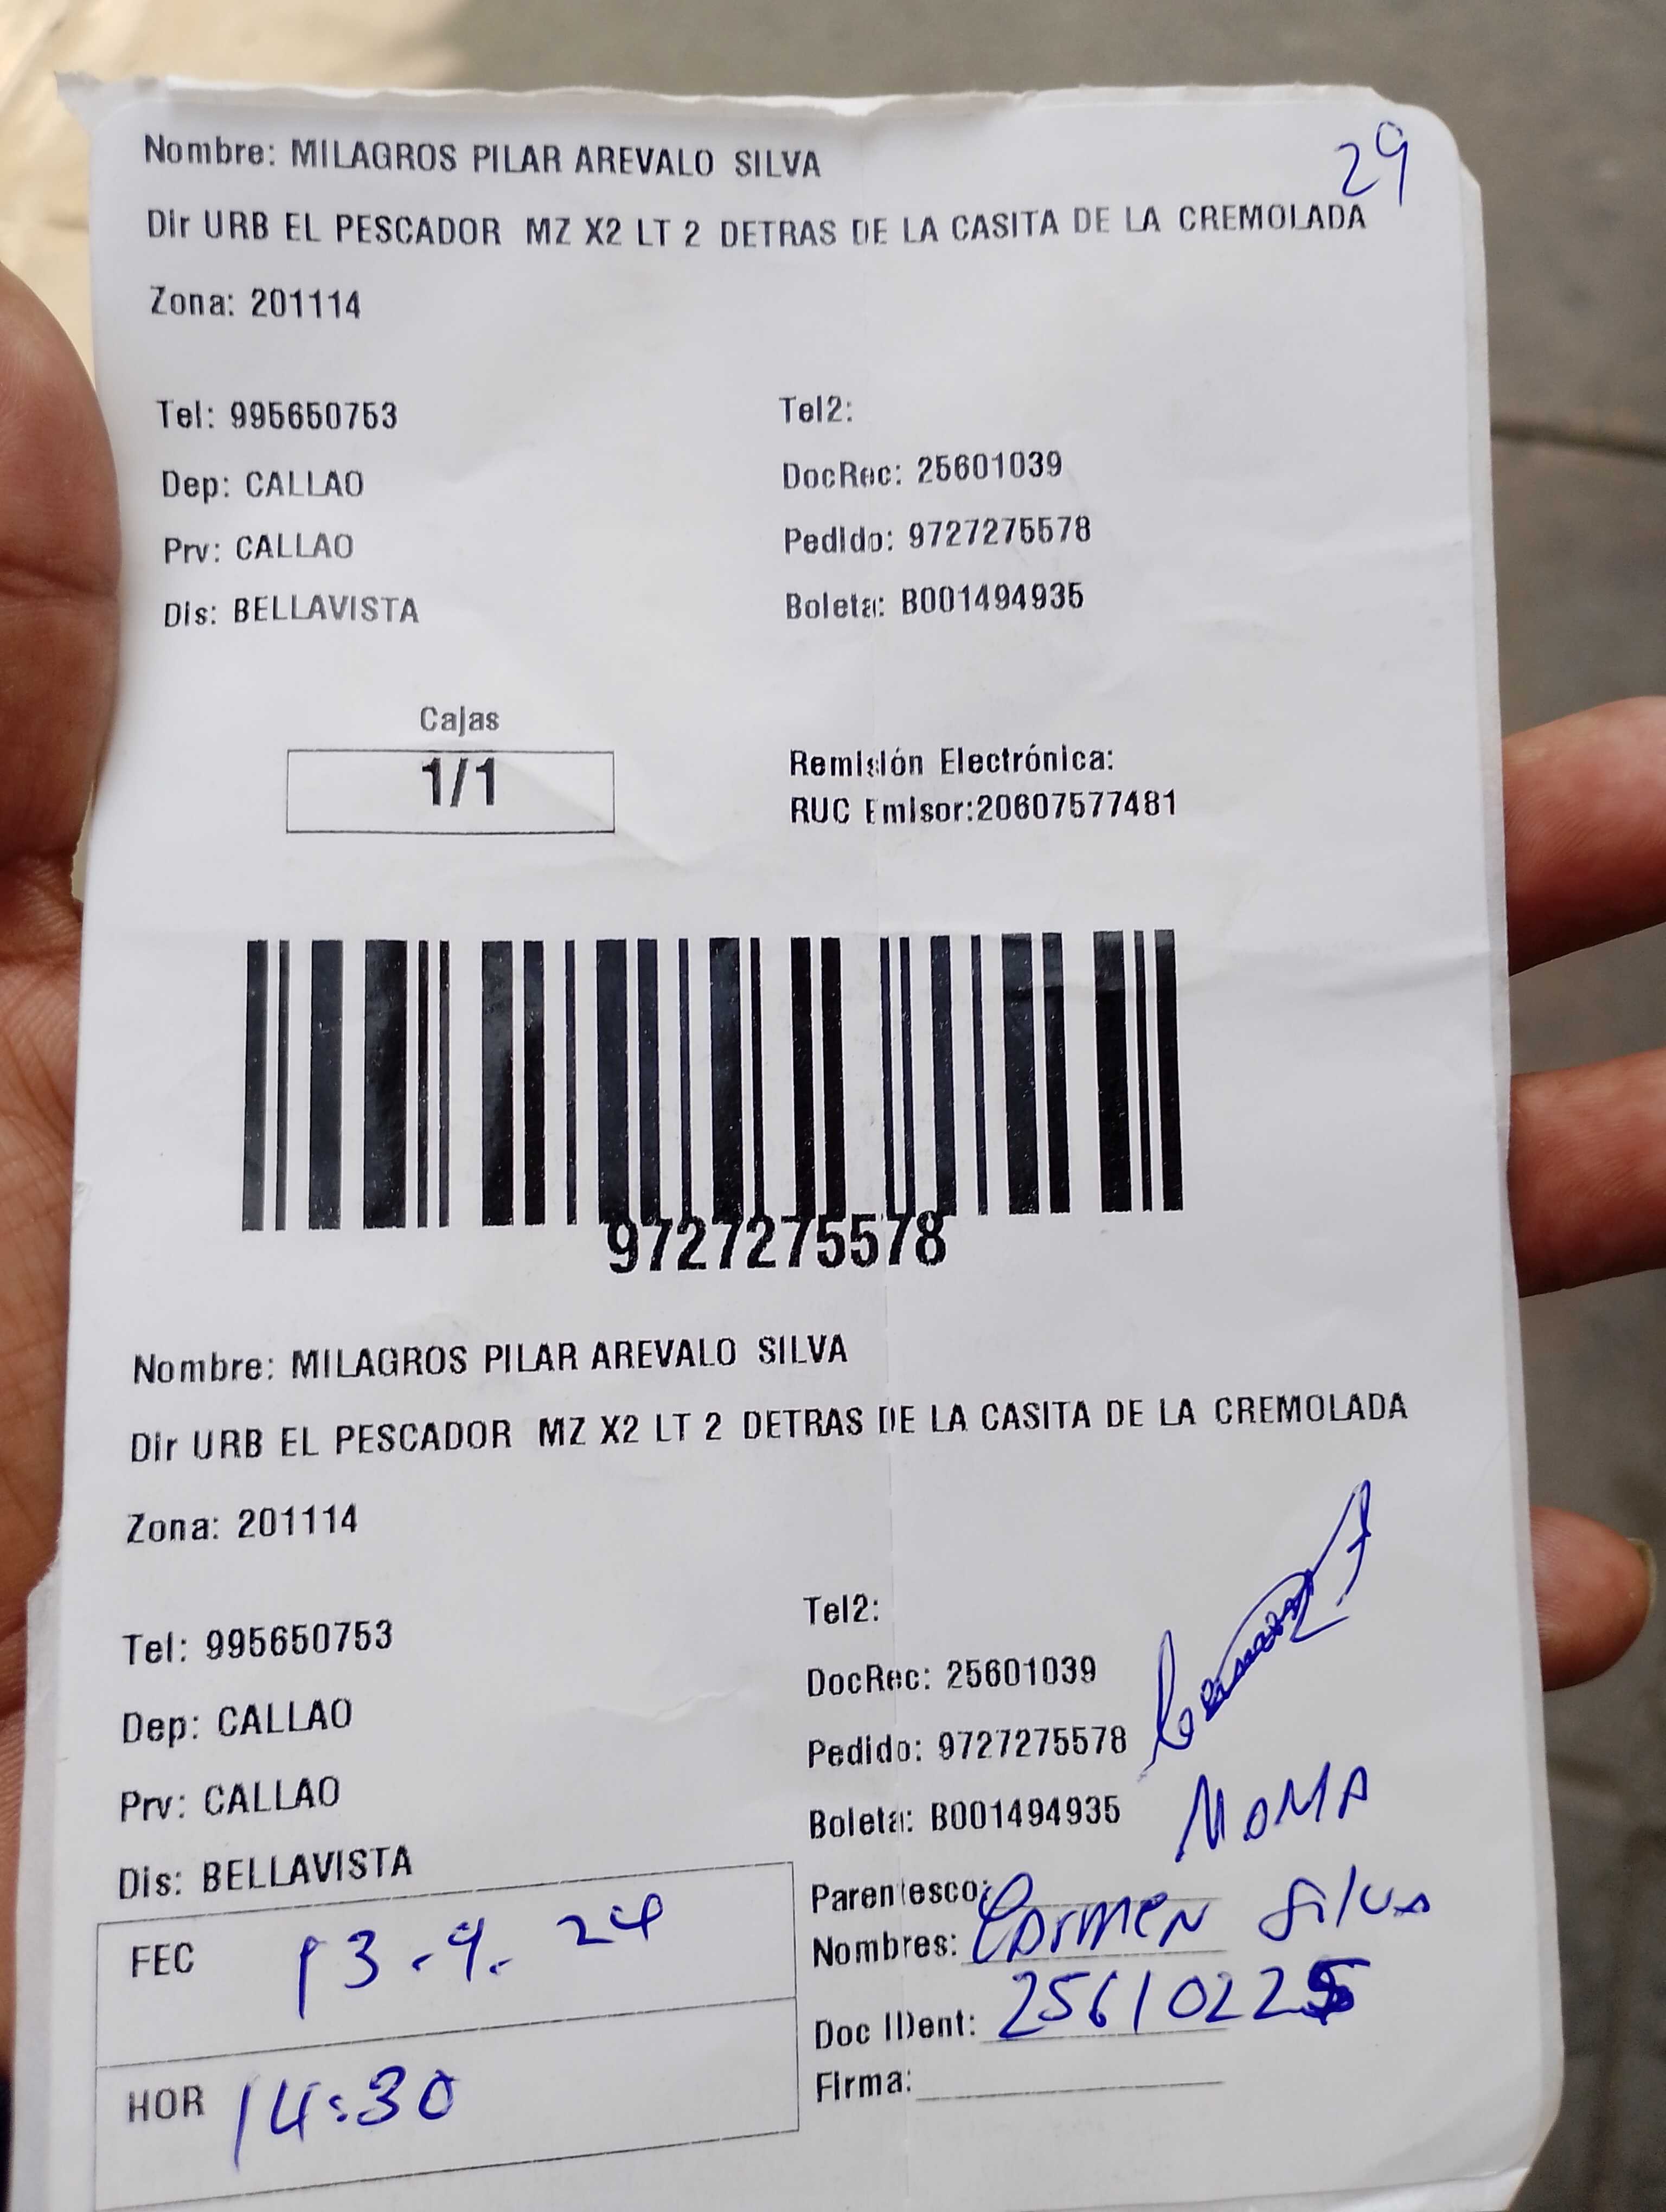 29
Nombre: MILAGROS PILAR AREVALO SILVA
Dir URB EL PESCADOR MZ X2 LT 2 DETRAS DE LA CASITA DE LA CREMOLADA
Zona: 201114
Tel: 995650753 Tel2:
Dep: CALLAO DocRec: 25601039
Prv: CALLAO Pedido: 9727275578
Dis: BELLAVISTA Boleta: B001494935
Cajas
1/1
Remisión Electrónica:
RUC Emisor:20607577481
9727275578
Nombre: MILAGROS PILAR AREVALO SILVA
Dir URB EL PESCADOR MZ X2 LT 2 DETRAS DE LA CASITA DE LA CREMOLADA
Zona: 201114
Tel: 995650753 Tel2:
Dep: CALLAO DocRec: 25601039
Prv: CALLAO Pedido: 9727275578
Dis: BELLAVISTA Boleta: B001494935
MAMA
Parentesco:
Nombres: Carmen Silva
Doc IDent: 25610225
Firma:
FEC 13-9-24
HOR 14:30